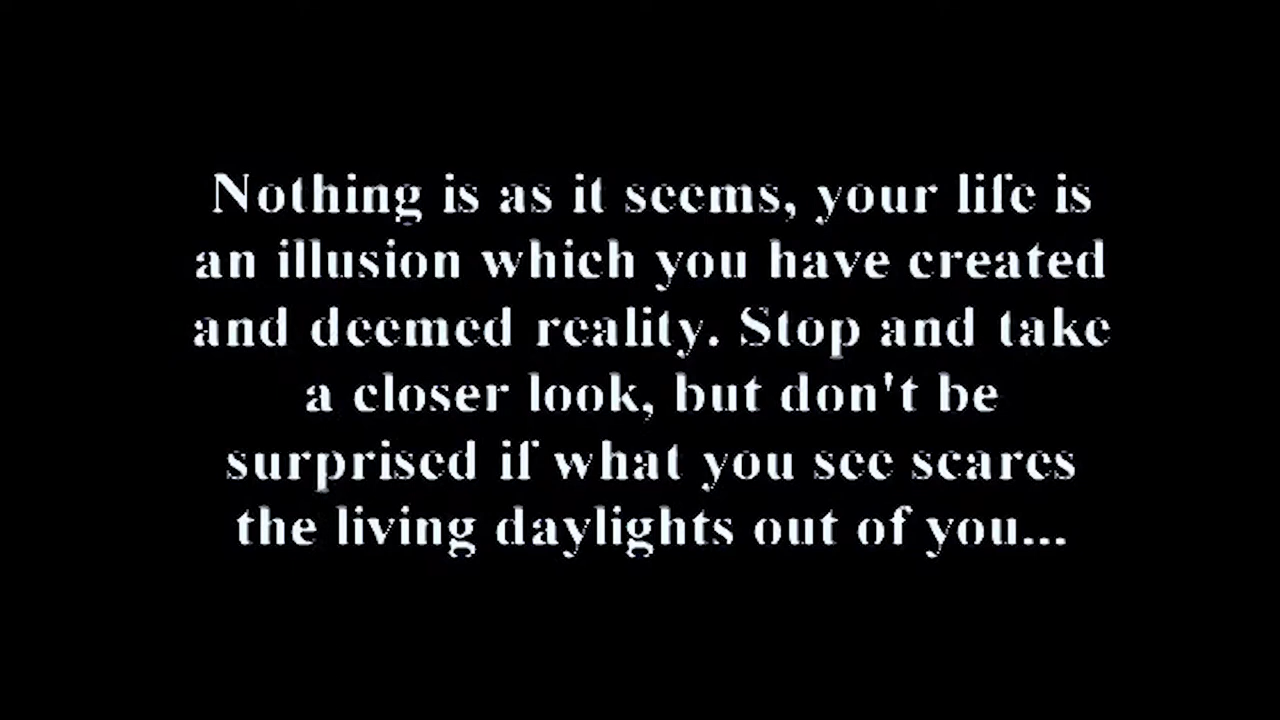 Nothing is as it seems, your life is
an illusion which you have created
and deemed reality. Stop and take
a closer look, but don't be
surprised if what you see scares
the living daylights out of you...